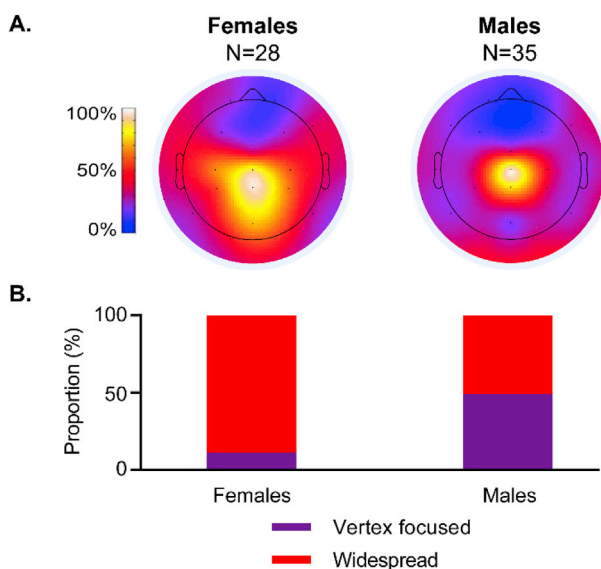 A.
Females
N=28
Males
N=35
100%
50%
0%
B.
Proportion (%)
100
50
0
Females
Males
Vertex focused
Widespread